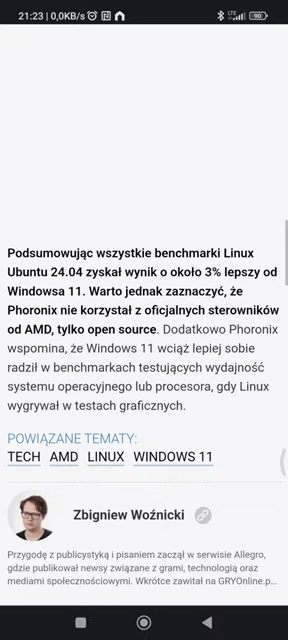 21:23 | 0,0KB/s
LTE
90
Podsumowując wszystkie benchmarki Linux
Ubuntu 24.04 zyskał wynik o około 3% lepszy od
Windowsa 11. Warto jednak zaznaczyć, że
Phoronix nie korzystał z oficjalnych sterowników
od AMD, tylko open source. Dodatkowo Phoronix
wspomina, że Windows 11 wciąż lepiej sobie
radził w benchmarkach testujących wydajność
systemu operacyjnego lub procesora, gdy Linux
wygrywał w testach graficznych.
POWIĄZANE TEMATY:
TECH AMD LINUX WINDOWS 11
Zbigniew Woźnicki
Przygodę z publicystyką i pisaniem zaczął w serwisie Allegro,
gdzie publikował newsy związane z grami, technologią oraz
mediami społecznościowymi. Wkrótce zawitał na GRYOnline.p...